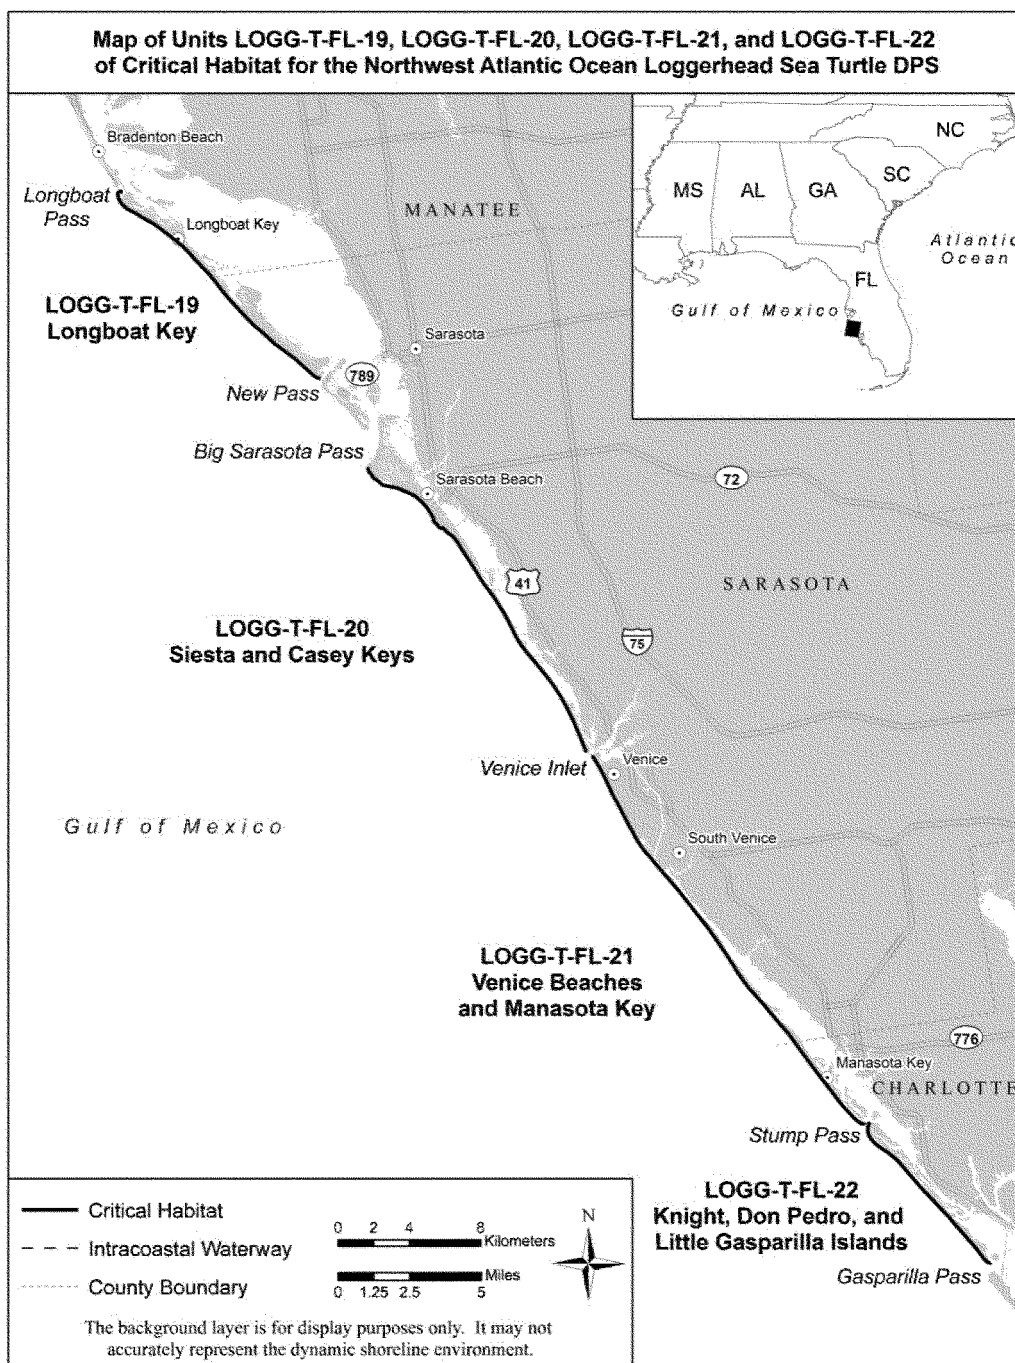 Map of Units LOGG-T-FL-19, LOGG-T-FL-20, LOGG-T-FL-21, and LOGG-T-FL-22
of Critical Habitat for the Northwest Atlantic Ocean Loggerhead Sea Turtle DPS
Bradenton Beach
Longboat
Pass
Longboat Key
MANATEE
LOGG-T-FL-19
Longboat Key
Sarasota
789
New Pass
Big Sarasota Pass
Sarasota Beach
72
41
SARASOTA
LOGG-T-FL-20
Siesta and Casey Keys
75
Venice Inlet
Venice
Gulf of Mexico
South Venice
LOGG-T-FL-21
Venice Beaches
and Manasota Key
776
Manasota Key
CHARLOTTE
Stump Pass
LOGG-T-FL-22
Knight, Don Pedro, and
Little Gasparilla Islands
Gasparilla Pass
NC
SC
MS
AL
GA
Atlantic
Ocean
FL
Gulf of Mexico
Critical Habitat
Intracoastal Waterway
County Boundary
0 2 4 8
Kilometers
Miles
0 1.25 2.5 5
N
The background layer is for display purposes only. It may not
accurately represent the dynamic shoreline environment.